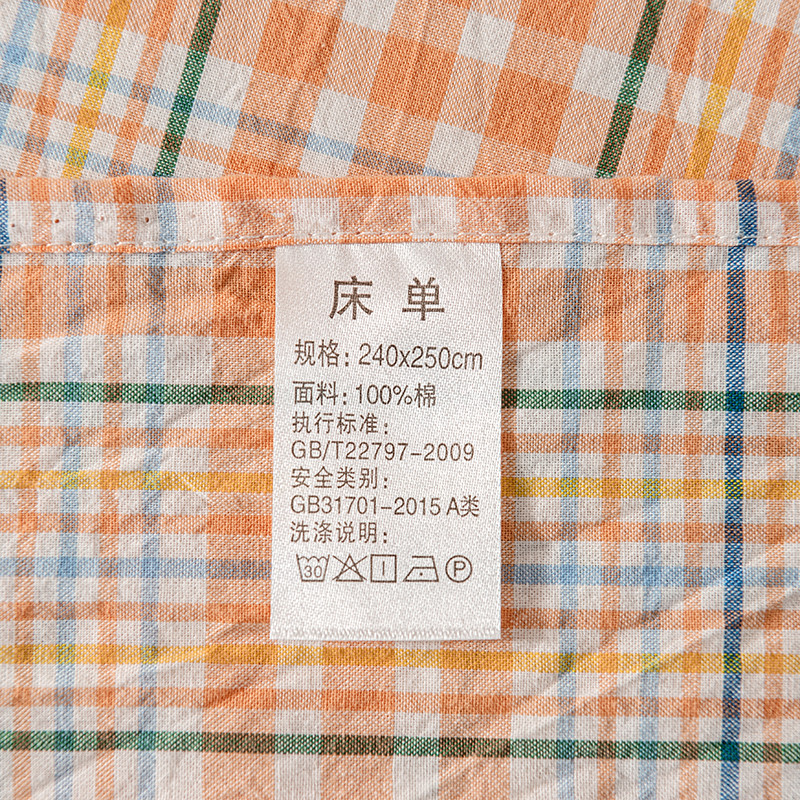 床单
规格: 240x250cm
面料: 100%棉
执行标准:
GB/T22797-2009
安全类别:
GB31701-2015 A类
洗涤说明:
30 P